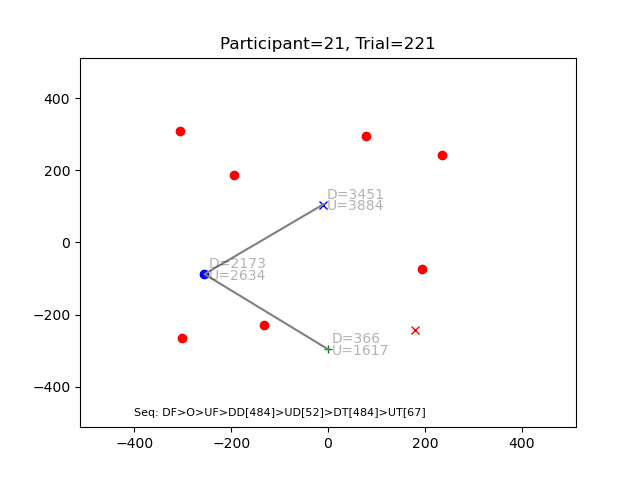 Participant=21, Trial=221
400
200
0
−200
−400
D=3451
U=3884
D=2173
U=2634
D=366
U=1617
Seq: DF>O>UF>DD[484]>UD[52]>DT[484]>UT[67]
−400
−200
0
200
400